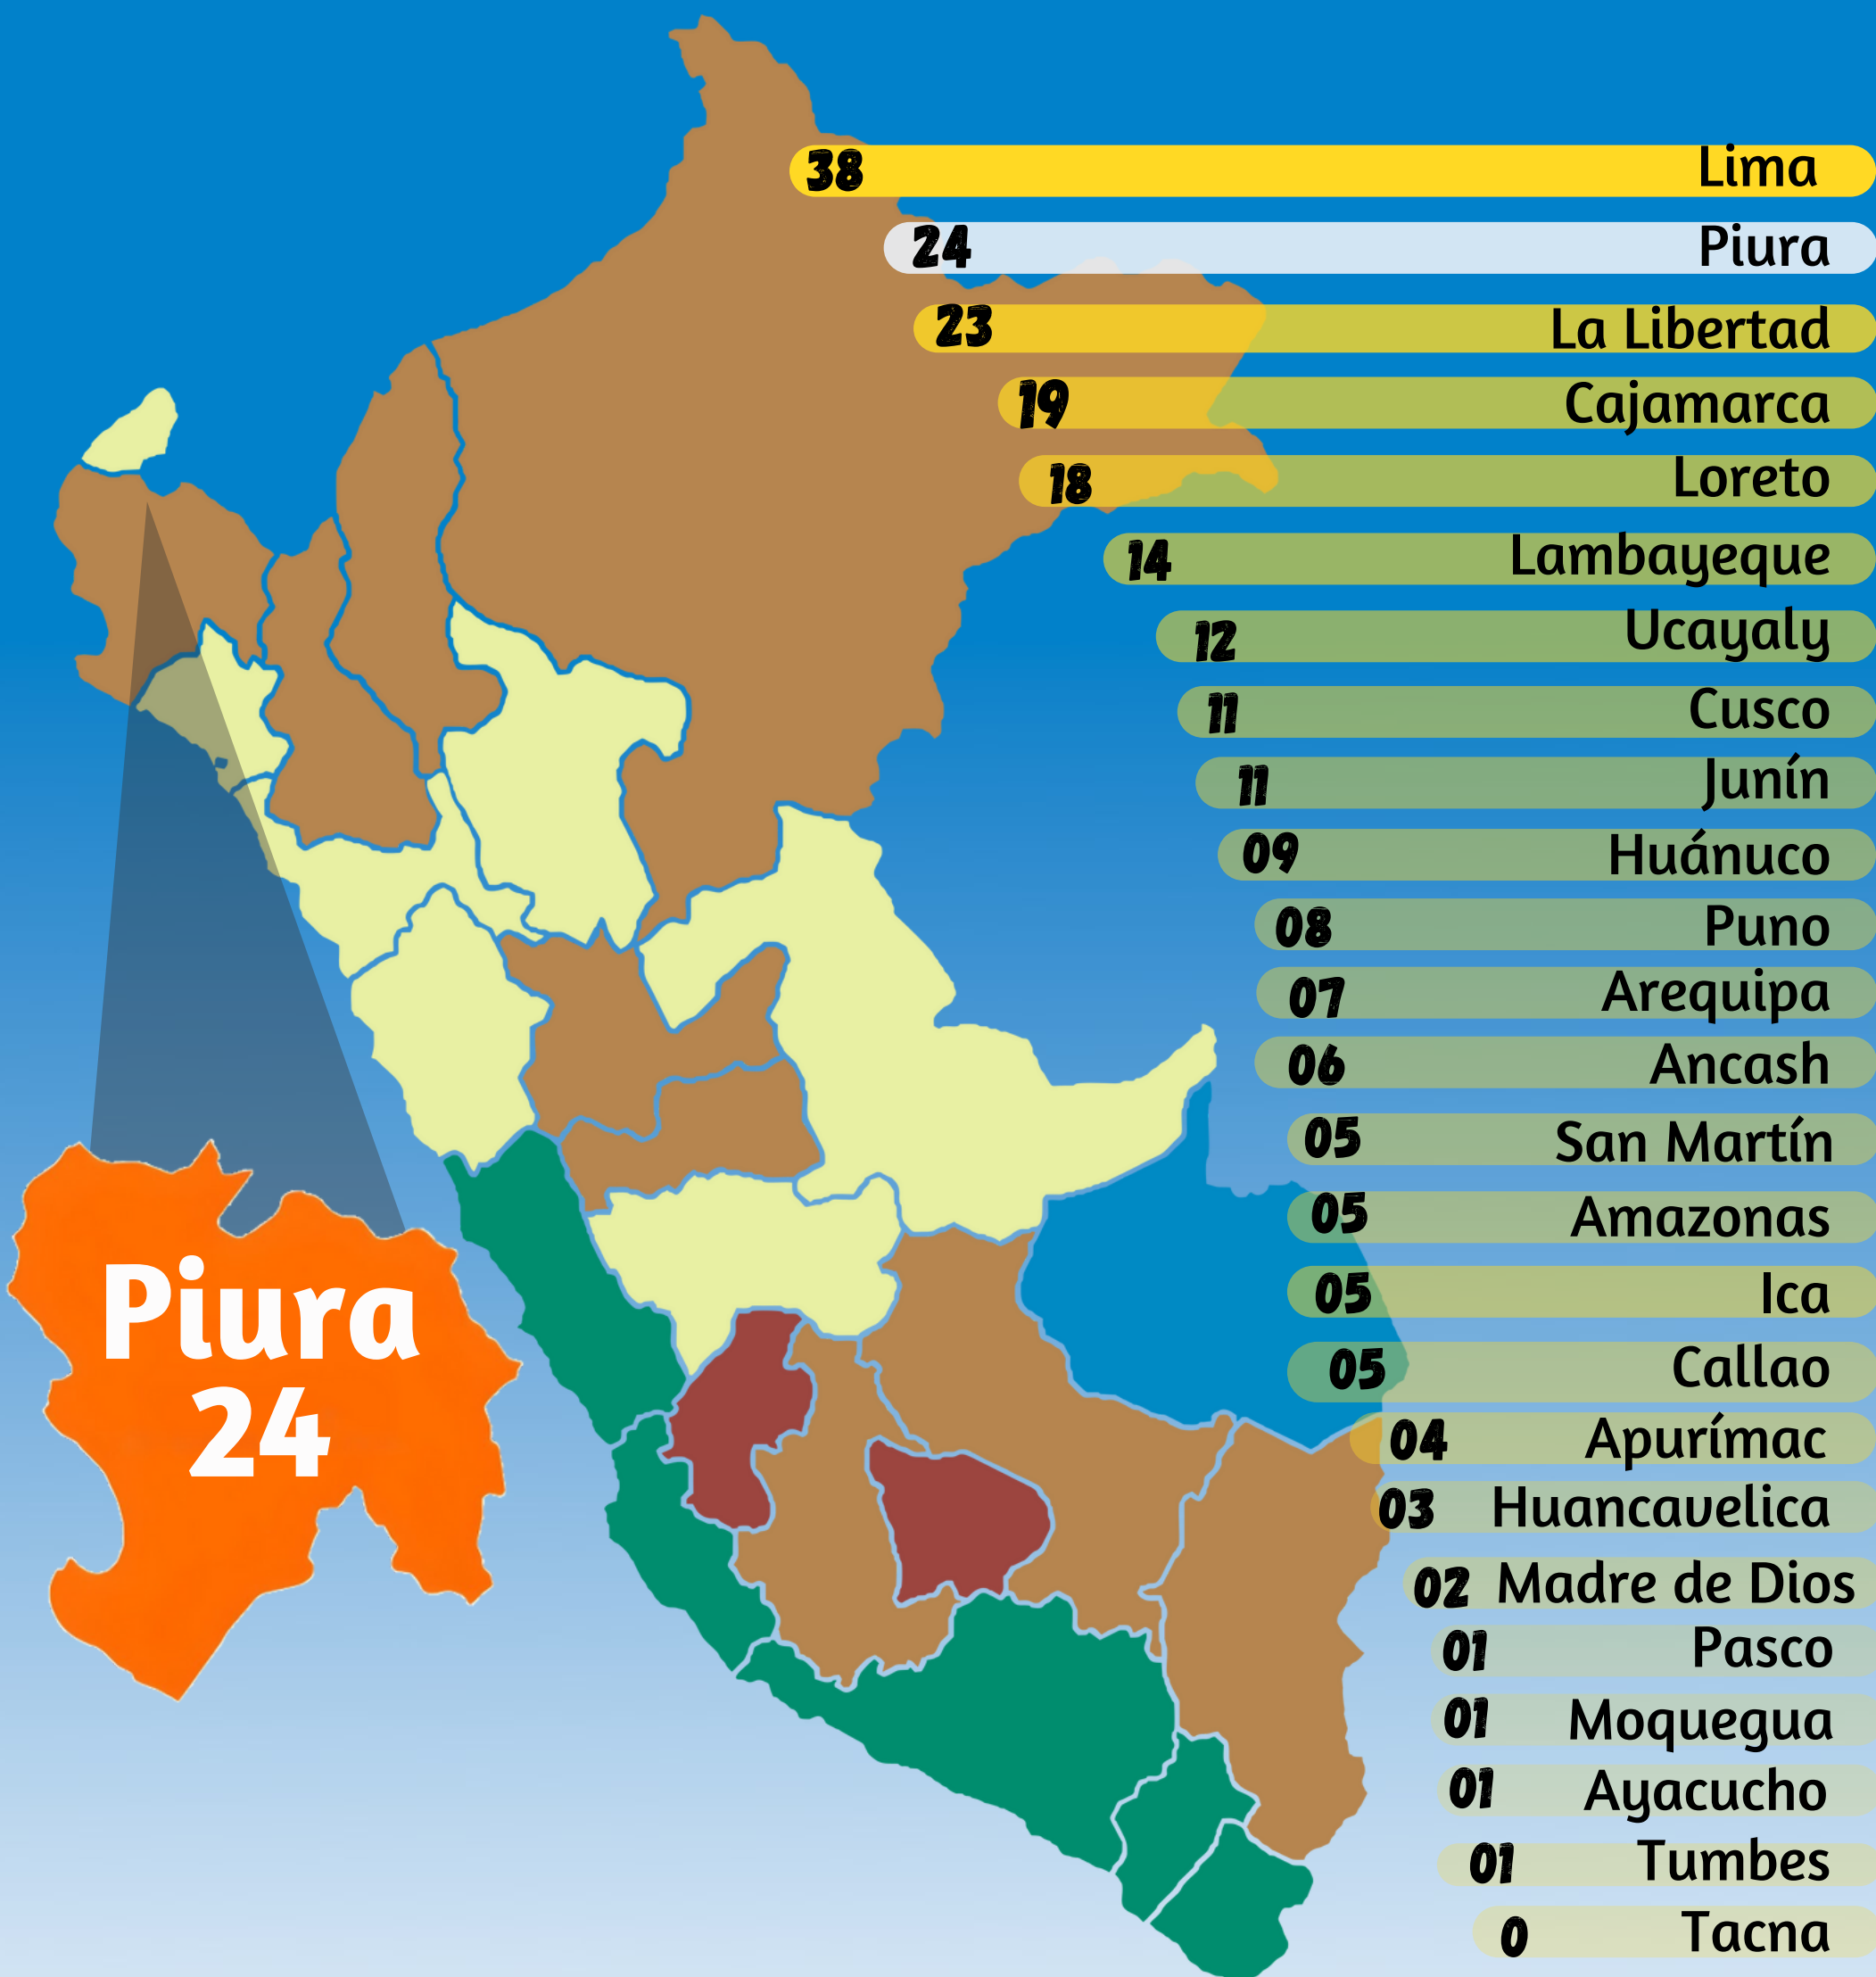 38 Lima
24 Piura
23 La Libertad
19 Cajamarca
18 Loreto
14 Lambayeque
12 Ucayaly
11 Cusco
11 Junín
09 Huánuco
08 Puno
07 Arequipa
06 Ancash
05 San Martín
05 Amazonas
05 Ica
05 Callao
04 Apurímac
03 Huancavelica
02 Madre de Dios
01 Pasco
01 Moquegua
01 Ayacucho
01 Tumbes
0 Tacna
Piura
24